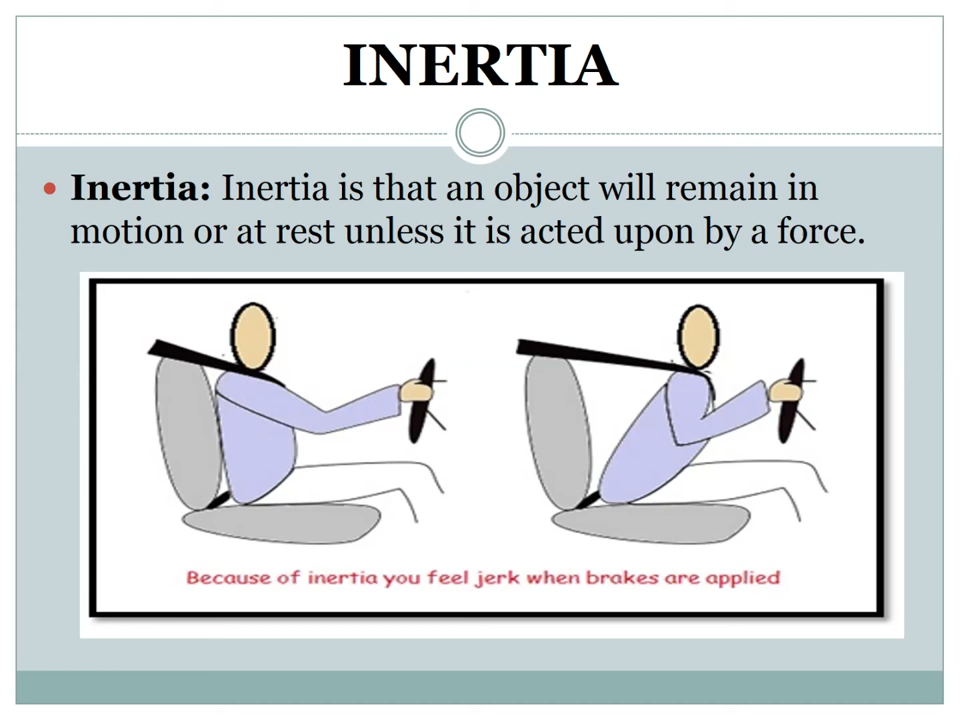 INERTIA
• Inertia: Inertia is that an object will remain in
motion or at rest unless it is acted upon by a force.
Because of inertia you feel jerk when brakes are applied